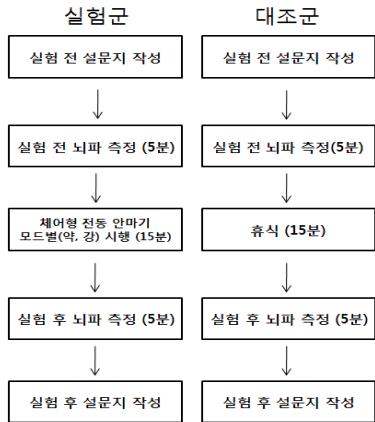 실험군
대조군
실험 전 설문지 작성
실험 전 설문지 작성
실험 전 뇌파 측정 (5분)
실험 전 뇌파 측정(5분)
체어형 전동 안마기
모드별(약, 강) 시행 (15분)
휴식 (15분)
실험 후 뇌파 측정 (5분)
실험 후 뇌파 측정 (5분)
실험 후 설문지 작성
실험 후 설문지 작성